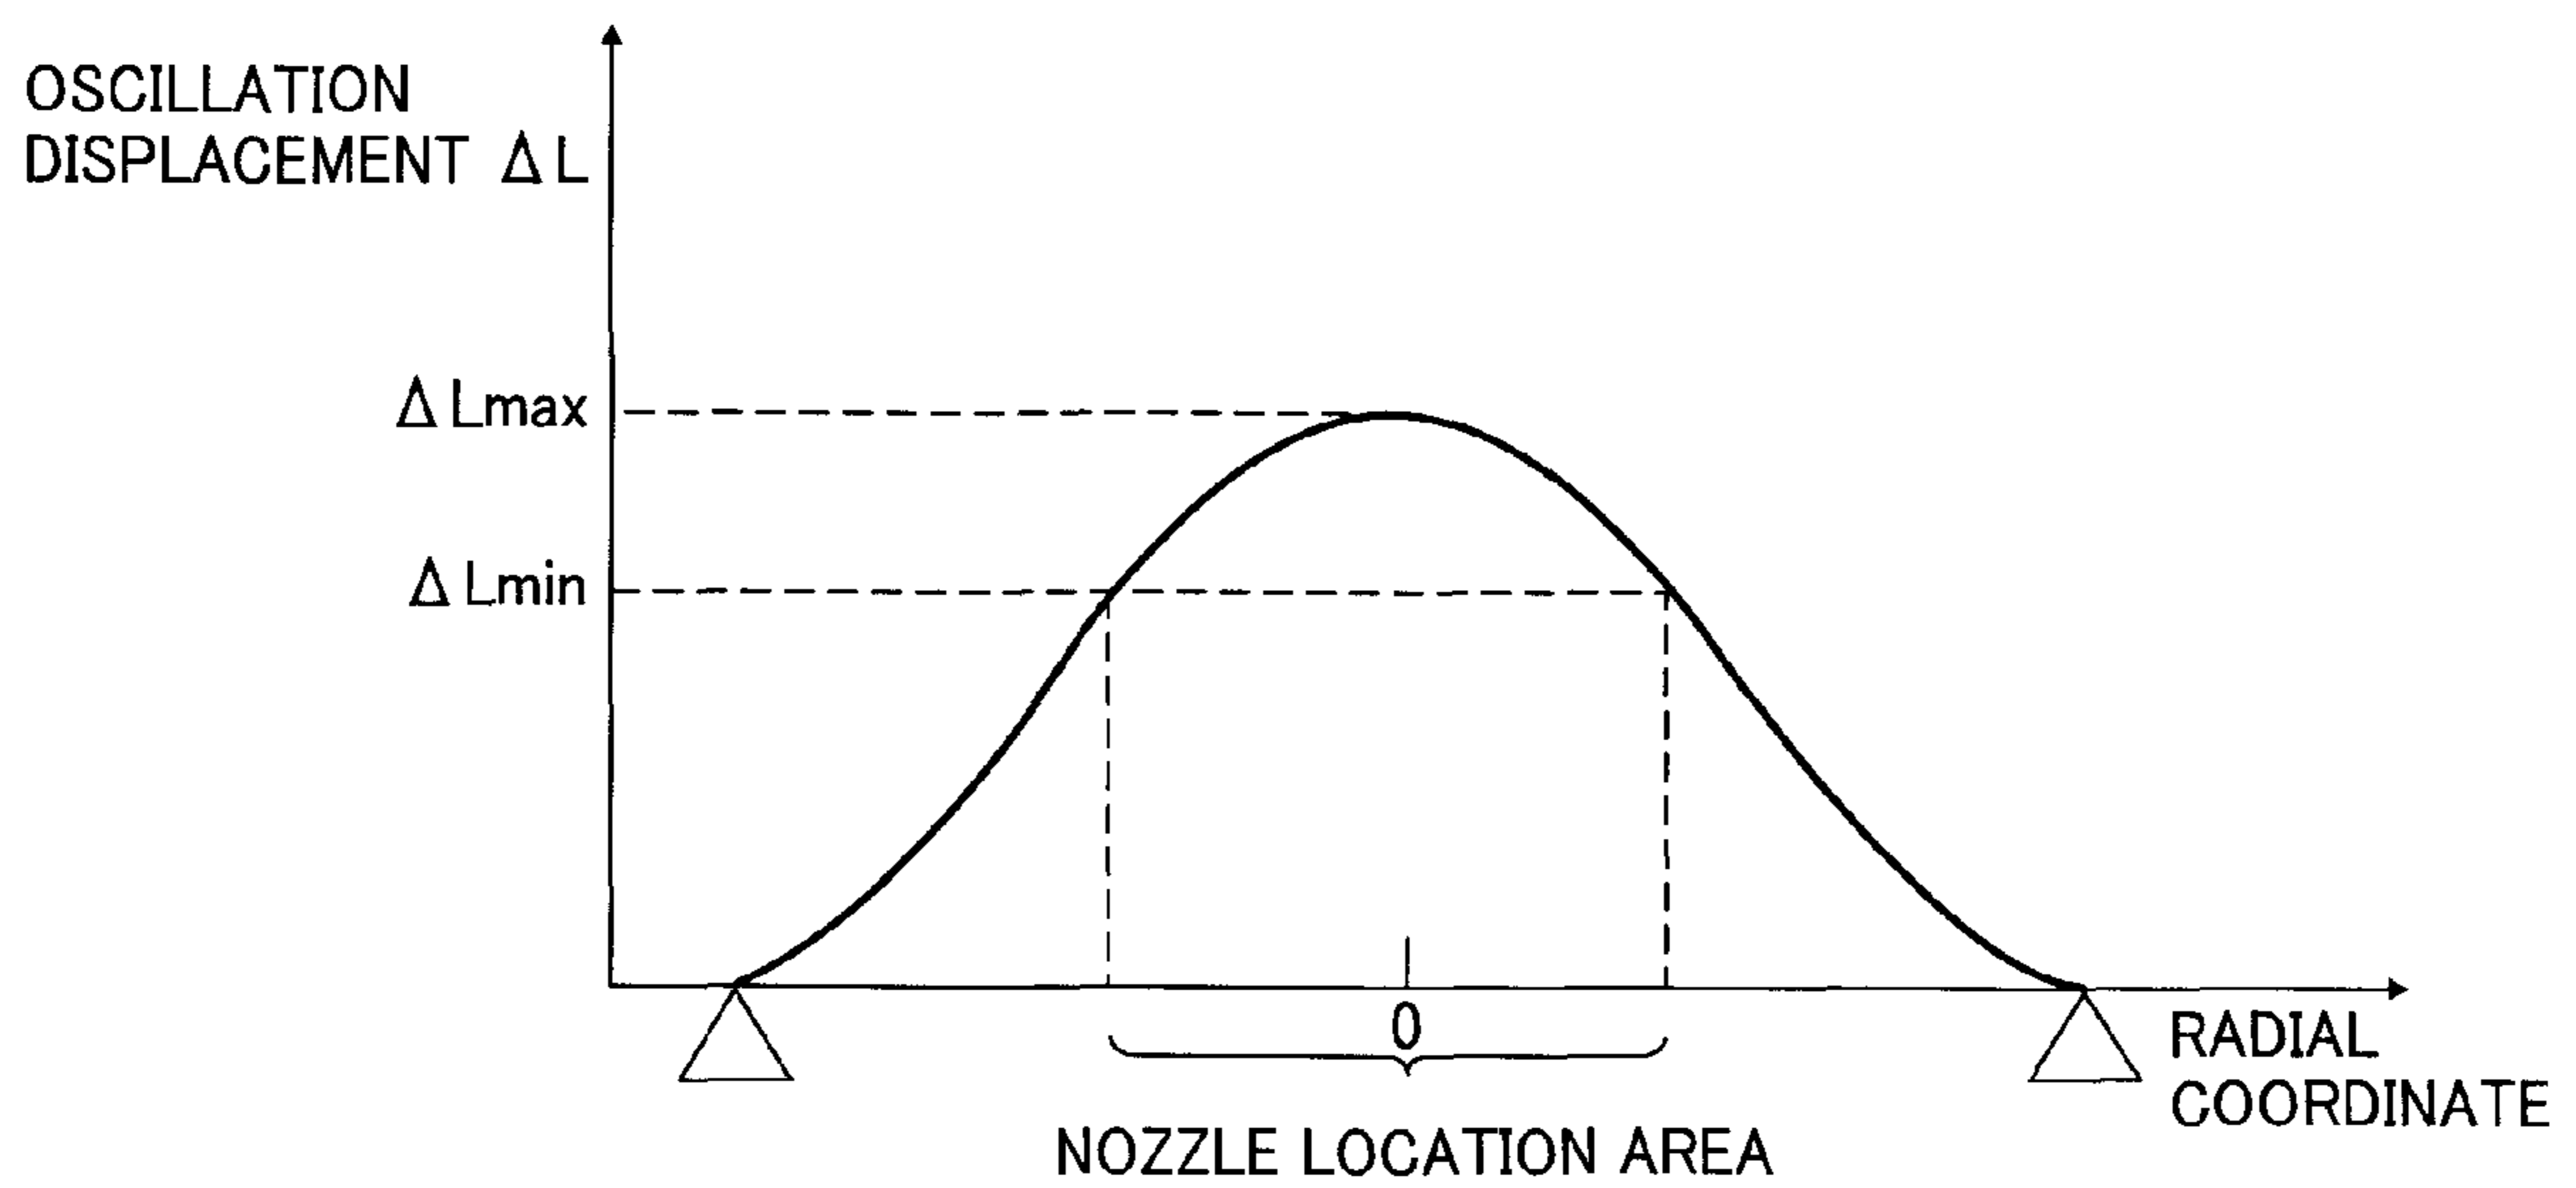 OSCILLATION
DISPLACEMENT ΔL
ΔLmax
ΔLmin
0
RADIAL
COORDINATE
NOZZLE LOCATION AREA